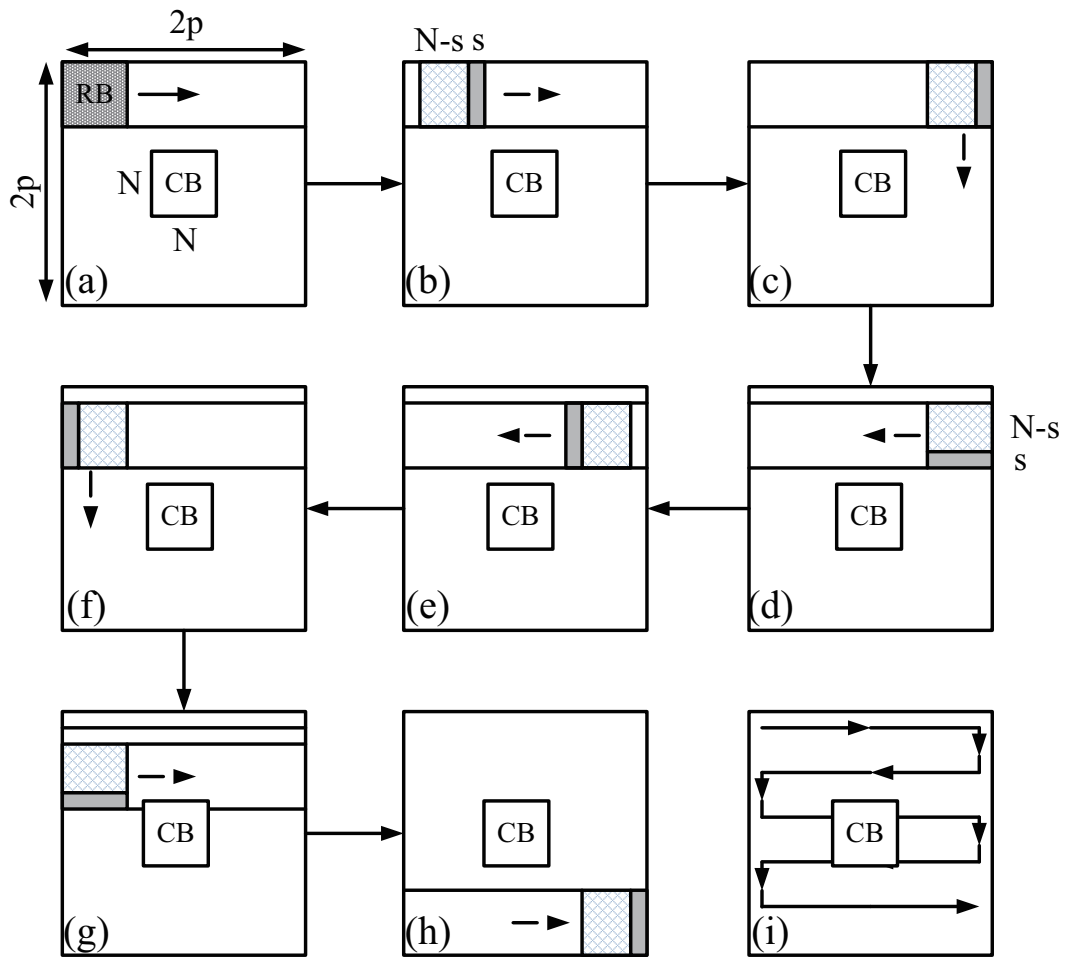 2p
2p
RB
N
CB
N
(a)
N-s s
CB
(b)
CB
(c)
CB
(f)
CB
(e)
N-s
s
CB
(d)
CB
(g)
CB
(h)
CB
(i)